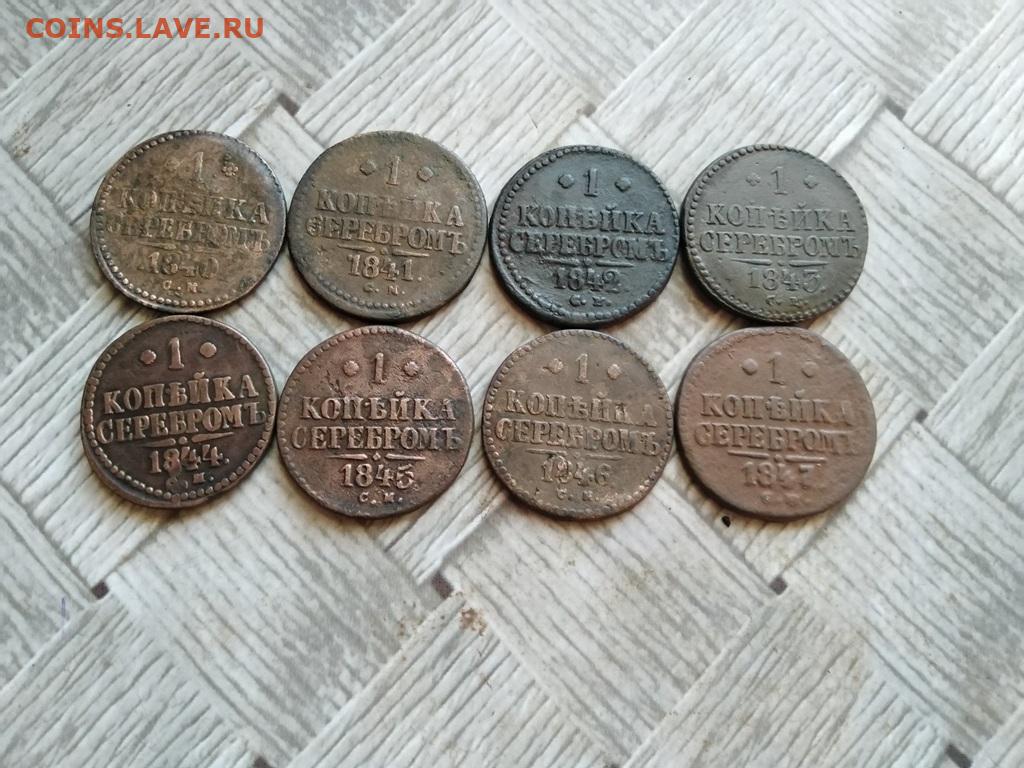 COINS.LAVE.RU
1
КОПѢЙКА
СЕРЕБРОМЪ
1840
С.М.
1
КОПѢЙКА
СЕРЕБРОМЪ
1841.
С.М.
1
КОПѢЙКА
СЕРЕБРОМЪ
1842
С.М.
1
КОПѢЙКА
СЕРЕБРОМЪ
1843
1
КОПѢЙКА
СЕРЕБРОМЪ
1844.
С.М.
1
КОПѢЙКА
СЕРЕБРОМЪ
1845.
С.М.
1
КОПѢЙКА
СЕРЕБРОМЪ
1846
С.М.
1
КОПѢЙКА
СЕРЕБРОМЪ
1847
С.М.